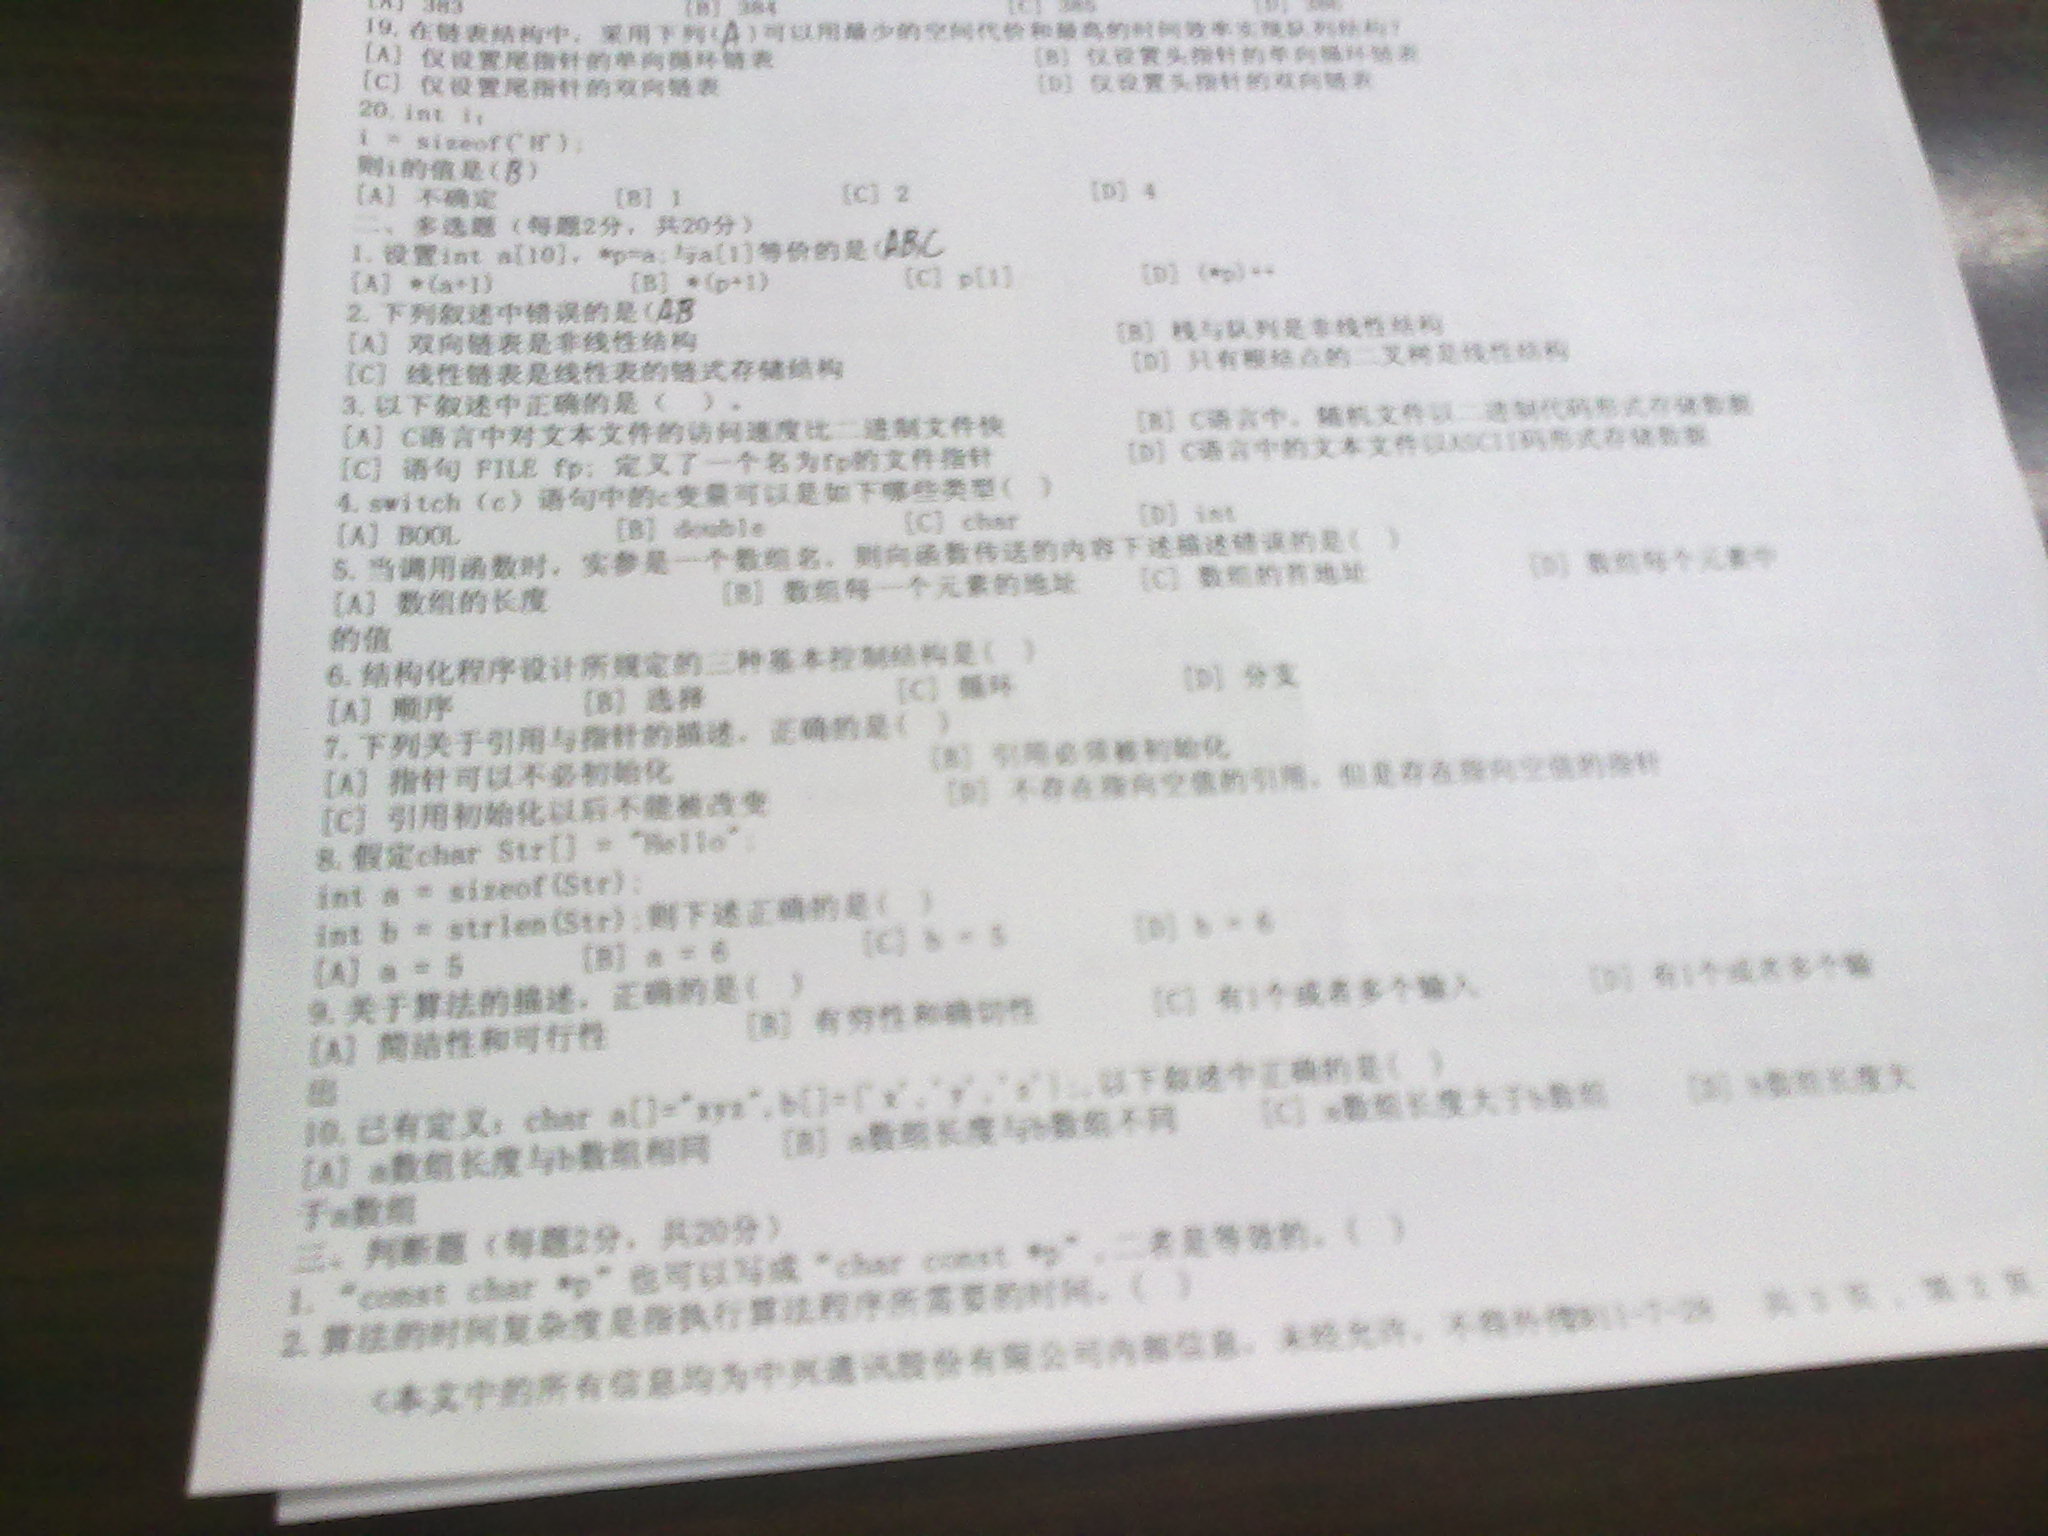 [A] 383 [B] 384 [C] 385 [D] 386
19. 在链表结构中, 采用下列(A)可以用最少的空间代价和最高的时间效率实现队列结构?
[A] 仅设置尾指针的单向循环链表 [B] 仅设置头指针的单向循环链表
[C] 仅设置尾指针的双向链表 [D] 仅设置头指针的双向链表
20. int i;
i = sizeof('M');
则i的值是(B)
[A] 不确定 [B] 1 [C] 2 [D] 4
二、多选题(每题2分, 共20分)
1. 设置int a[10], *p=a;与a[1]等价的是(ABC
[A] *(a+1) [B] *(p+1) [C] p[1] [D] (*p)++
2. 下列叙述中错误的是(AB
[A] 双向链表是非线性结构 [B] 栈与队列是非线性结构
[C] 线性链表是线性表的链式存储结构 [D] 只有根结点的二叉树是线性结构
3. 以下叙述中正确的是( )。
[A] C语言中对文本文件的访问速度比二进制文件快 [B] C语言中, 随机文件以二进制代码形式存储数据
[C] 语句 FILE fp; 定义了一个名为fp的文件指针 [D] C语言中的文本文件以ASCII码形式存储数据
4. switch(c)语句中的c变量可以是如下哪些类型( )
[A] BOOL [B] double [C] char [D] int
5. 当调用函数时, 实参是一个数组名, 则向函数传送的内容下述描述错误的是( )
[A] 数组的长度 [B] 数组每一个元素的地址 [C] 数组的首地址 [D] 数组每个元素中
的值
6. 结构化程序设计所规定的三种基本控制结构是( )
[A] 顺序 [B] 选择 [C] 循环 [D] 分支
7. 下列关于引用与指针的描述, 正确的是( )
[A] 指针可以不必初始化 [B] 引用必须被初始化
[C] 引用初始化以后不能被改变 [D] 不存在指向空值的引用, 但是存在指向空值的指针
8. 假定char Str[] = "Hello";
int a = sizeof(Str);
int b = strlen(Str);则下述正确的是( )
[A] a = 5 [B] a = 6 [C] b = 5 [D] b = 6
9. 关于算法的描述, 正确的是( )
[A] 简洁性和可行性 [B] 有穷性和确切性 [C] 有1个或者多个输入 [D] 有1个或者多个输
出
10. 已有定义: char a[]="xyz",b[]={'x','y','z'};,以下叙述中正确的是( )
[A] a数组长度与b数组相同 [B] a数组长度与b数组不同 [C] a数组长度大于b数组 [D] b数组长度大
于a数组
三、判断题(每题2分, 共20分)
1. "const char *p" 也可以写成 "char const *p" ,二者是等效的。( )
2. 算法的时间复杂度是指执行算法程序所需要的时间。( )
<本文中的所有信息均为中兴通讯股份有限公司内部信息, 未经允许, 不得外传 共 3 页, 第 2 页